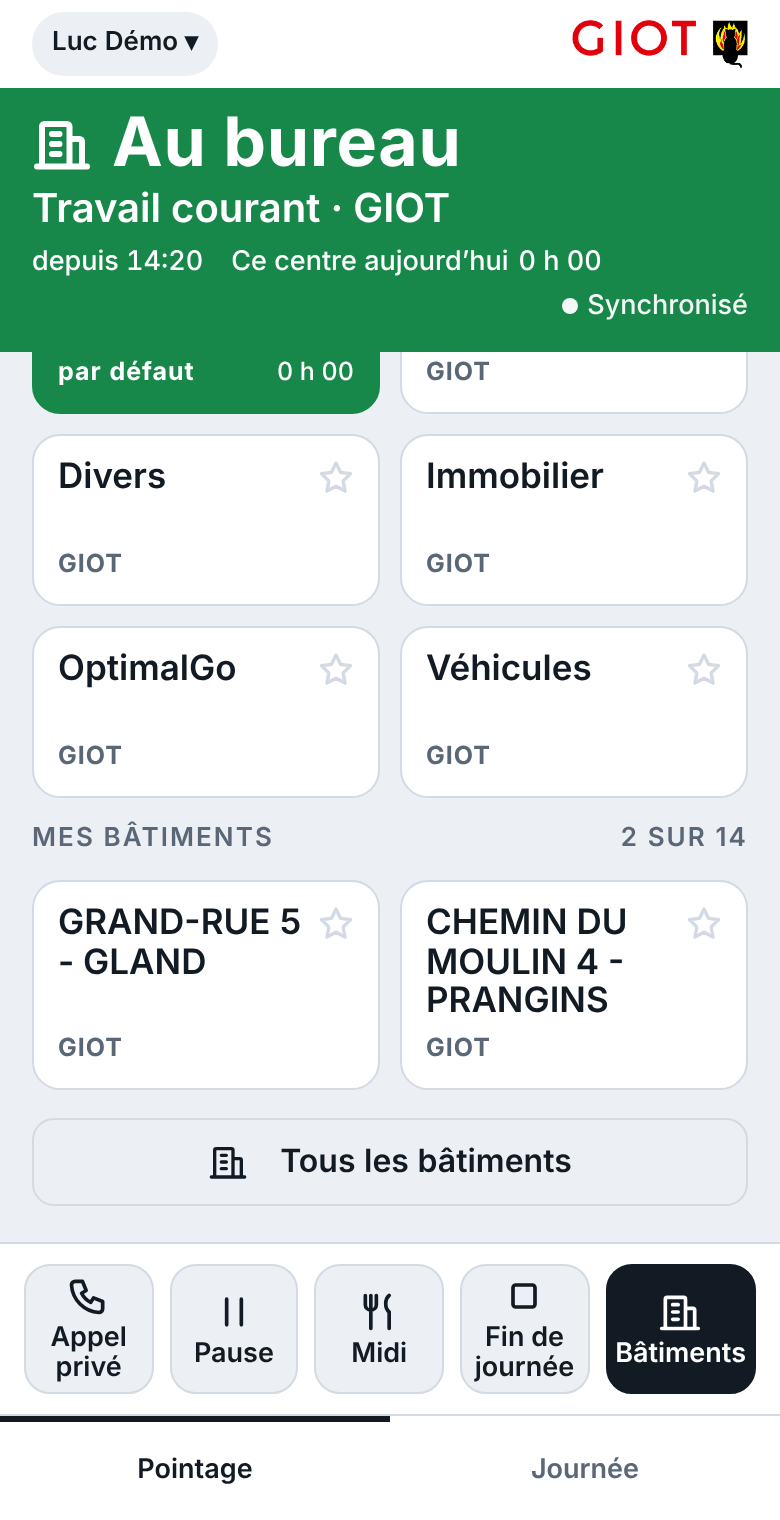 Luc Démo ▾
GIOT
Au bureau
Travail courant · GIOT
depuis 14:20 Ce centre aujourd’hui 0 h 00
Synchronisé
par défaut 0 h 00
GIOT
Divers
GIOT
Immobilier
GIOT
OptimalGo
GIOT
Véhicules
GIOT
MES BÂTIMENTS
2 SUR 14
GRAND-RUE 5
- GLAND
GIOT
CHEMIN DU
MOULIN 4 -
PRANGINS
GIOT
Tous les bâtiments
Appel
privé
Pause
Midi
Fin de
journée
Bâtiments
Pointage
Journée